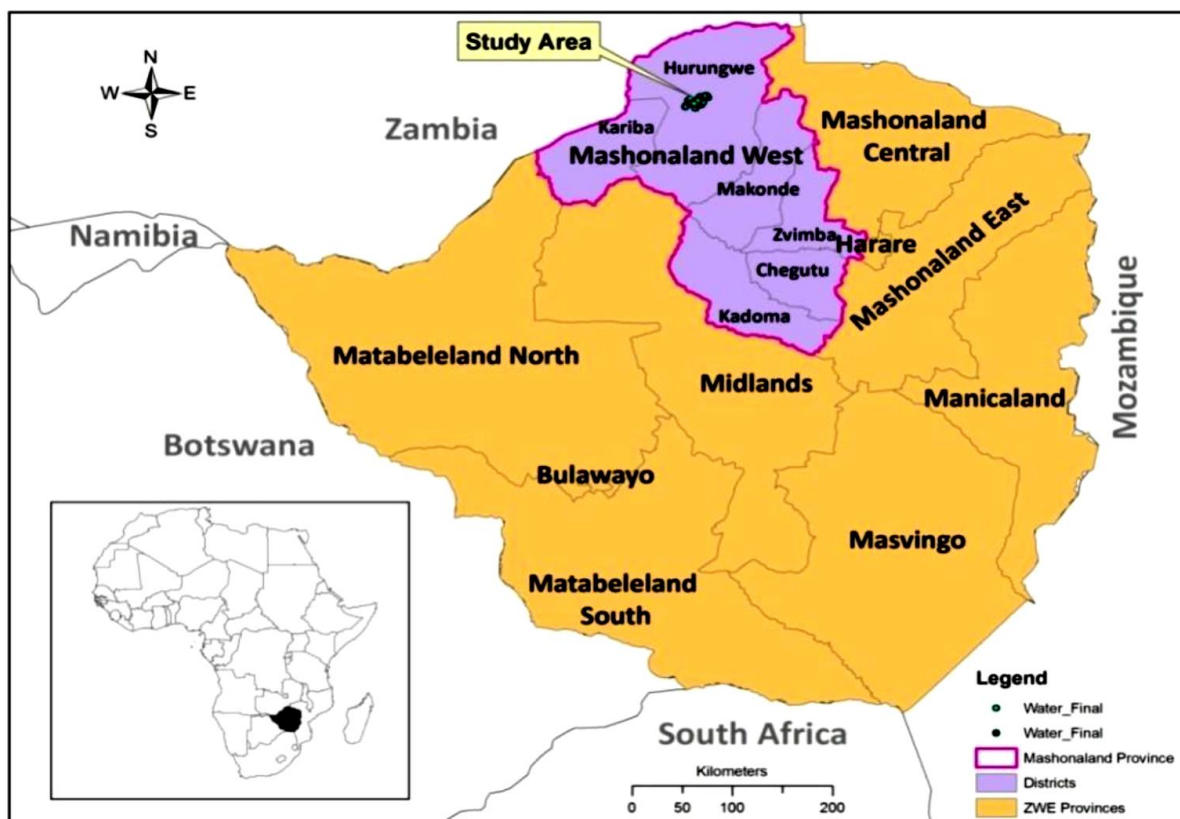 Study Area
N
W E
S
Hurungwe
Zambia
Kariba
Mashonaland
Central
Mashonaland West
Makonde
Namibia
Zvimba
Harare
Mashonaland East
Chegutu
Kadoma
Mozambique
Matabeleland North
Midlands
Manicaland
Botswana
Bulawayo
Masvingo
Matabeleland
South
South Africa
Kilometers
0 50 100 200
Legend
Water_Final
Water_Final
Mashonaland Province
Districts
ZWE Provinces